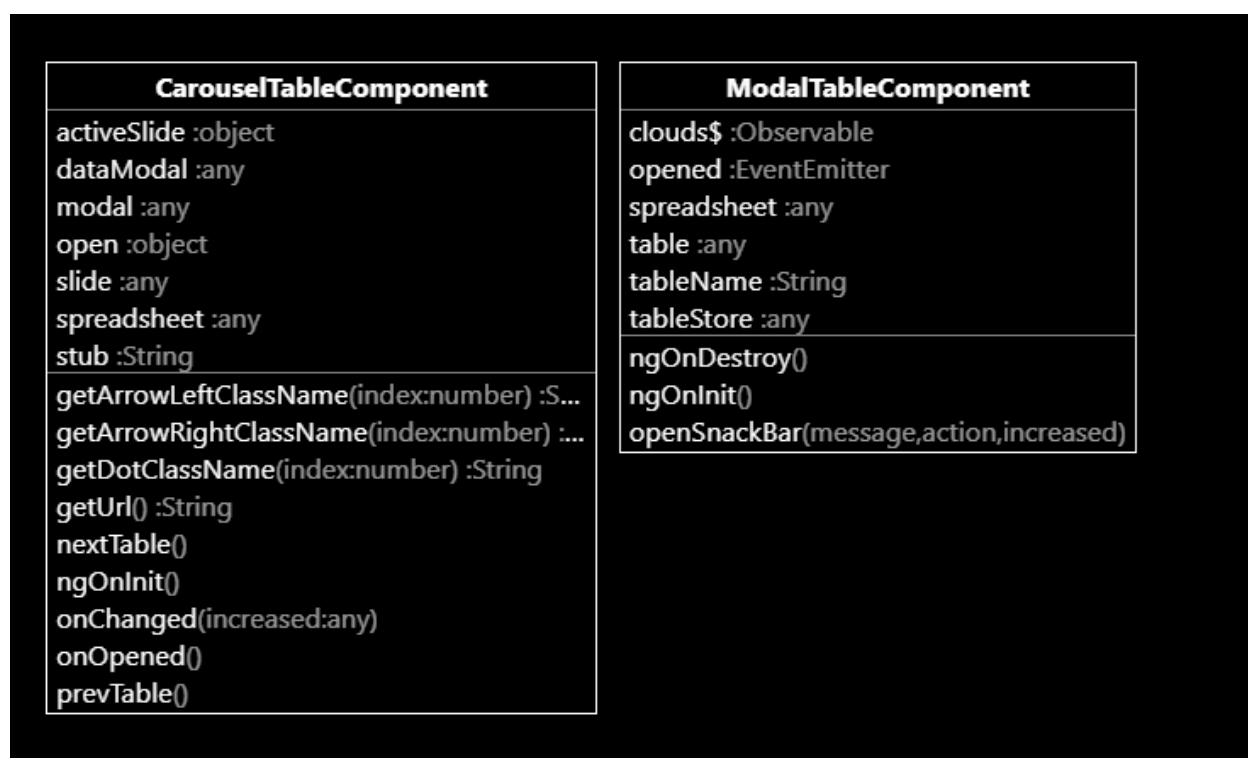 CarouselTableComponent
activeSlide :object
dataModal :any
modal :any
open :object
slide :any
spreadsheet :any
stub :String
getArrowLeftClassName(index:number) :S...
getArrowRightClassName(index:number) :...
getDotClassName(index:number) :String
getUrl() :String
nextTable()
ngOnInit()
onChanged(increased:any)
onOpened()
prevTable()
ModalTableComponent
clouds$ :Observable
opened :EventEmitter
spreadsheet :any
table :any
tableName :String
tableStore :any
ngOnDestroy()
ngOnInit()
openSnackBar(message,action,increased)